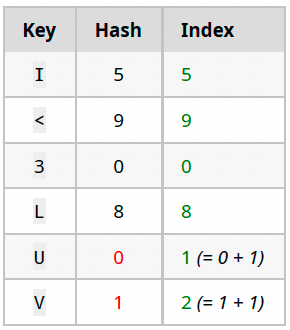 Key Hash Index
I 5 5
< 9 9
3 0 0
L 8 8
U 0 1 (= 0 + 1)
V 1 2 (= 1 + 1)